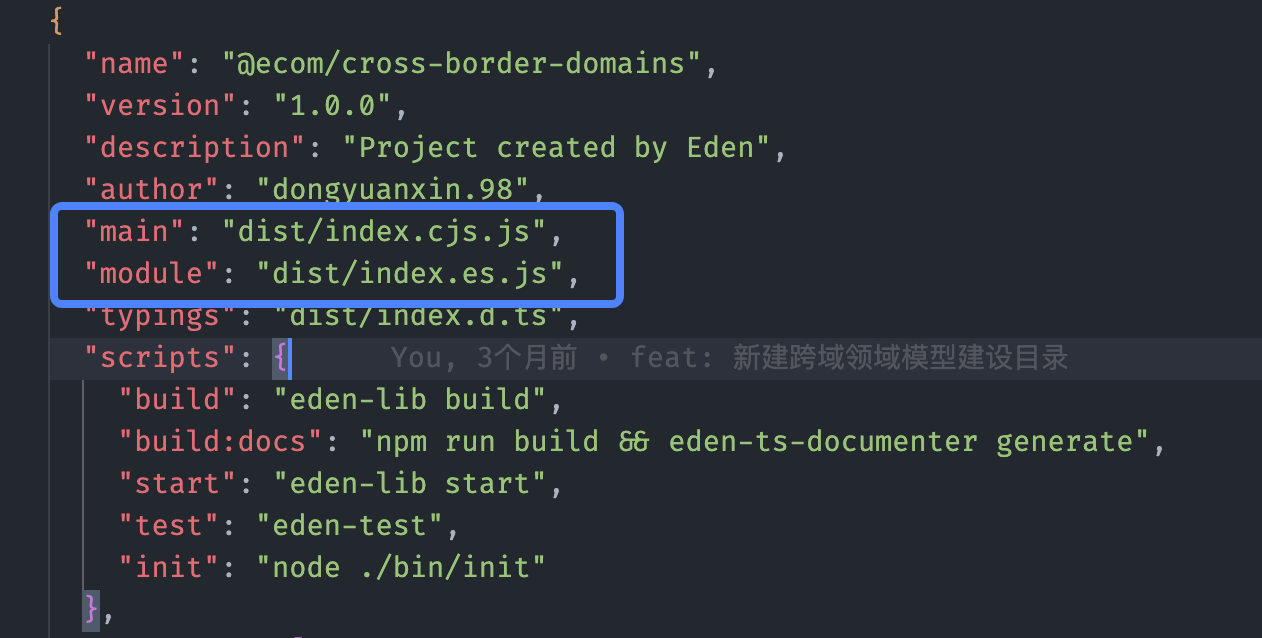 {
"name": "@ecom/cross-border-domains",
"version": "1.0.0",
"description": "Project created by Eden",
"author": "dongyuanxin.98",
"main": "dist/index.cjs.js",
"module": "dist/index.es.js",
"typings": "dist/index.d.ts",
"scripts": { You, 3个月前 • feat: 新建跨域领域模型建设目录
"build": "eden-lib build",
"build:docs": "npm run build && eden-ts-documenter generate",
"start": "eden-lib start",
"test": "eden-test",
"init": "node ./bin/init"
},